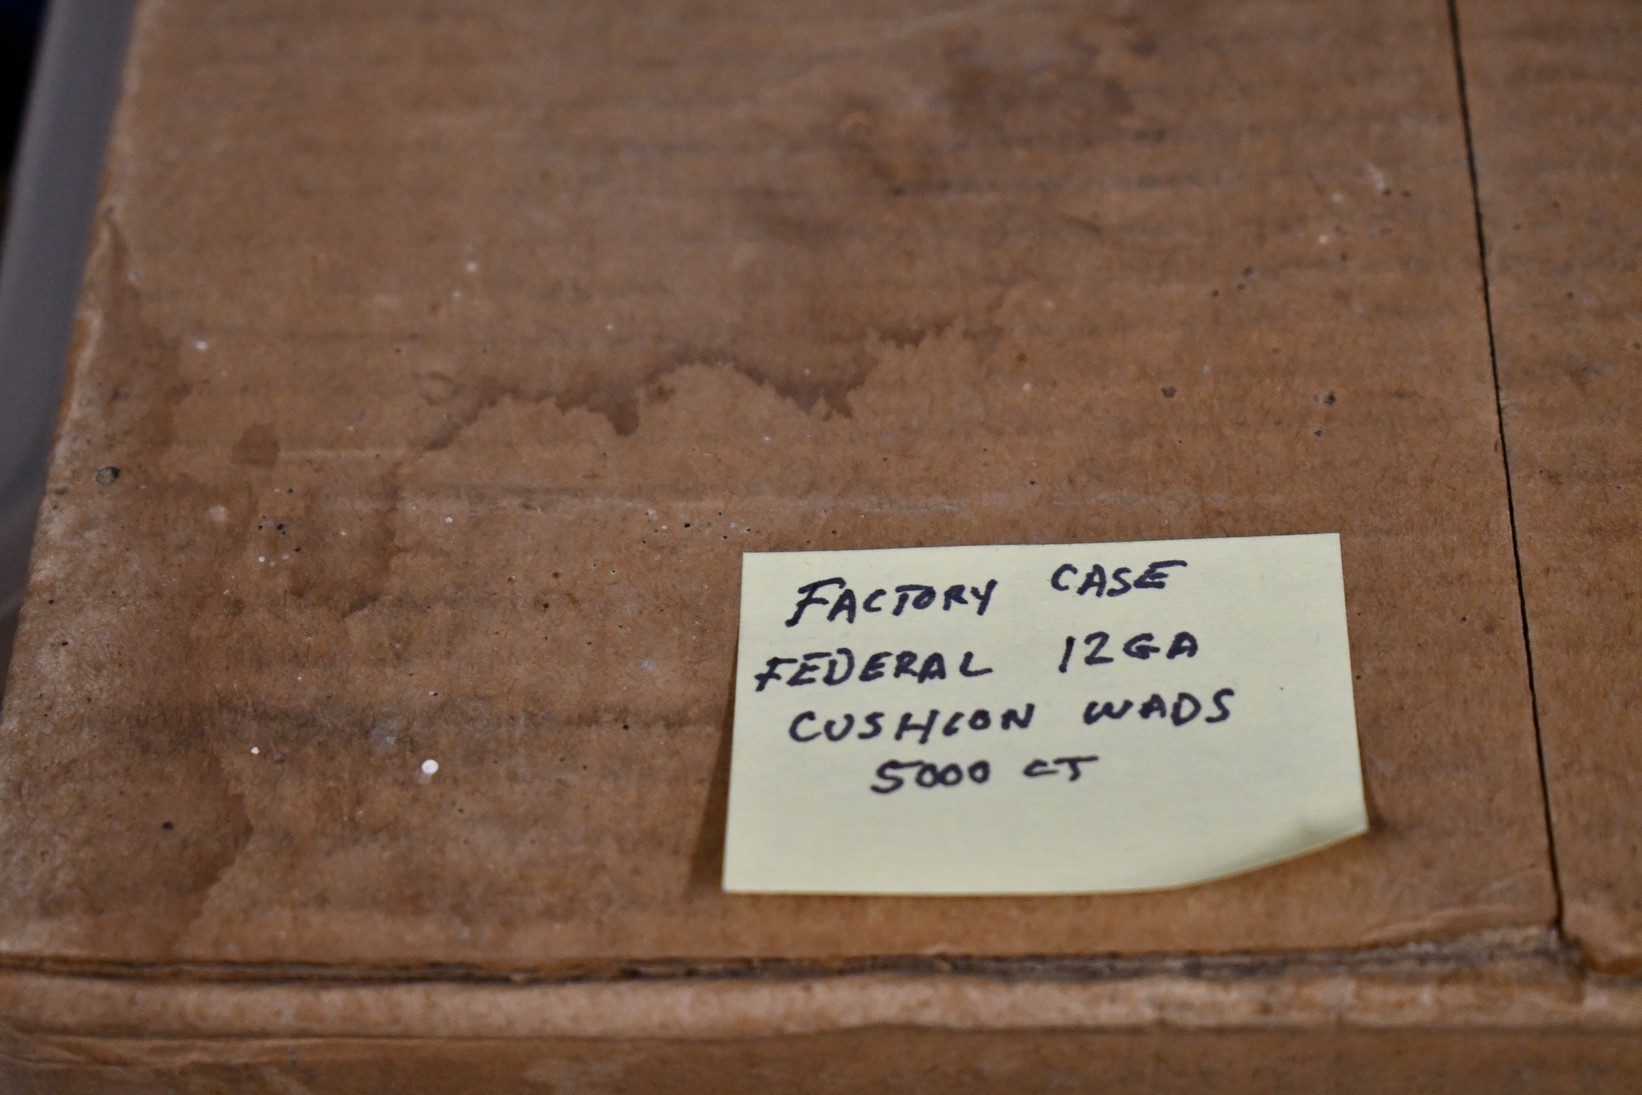 FACTORY CASE
FEDERAL 12GA
CUSHION WADS
5000 CT